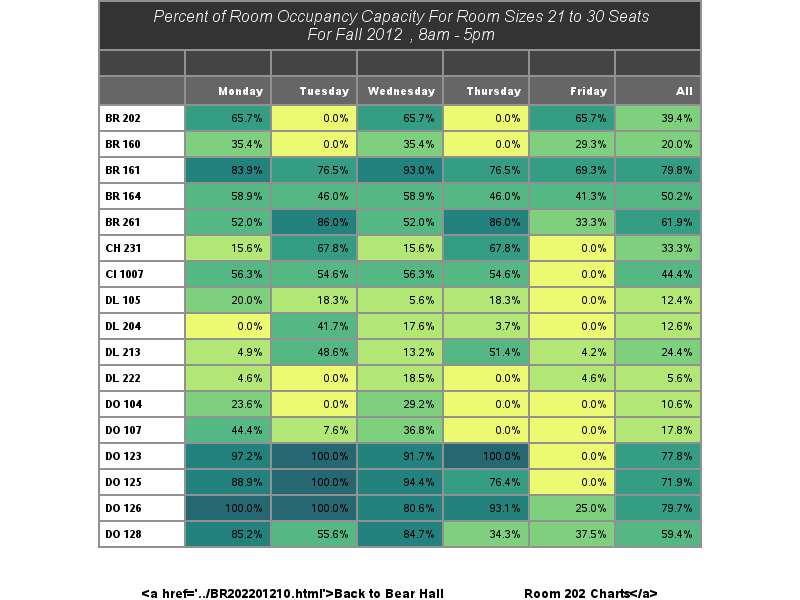 Percent of Room Occupancy Capacity For Room Sizes 21 to 30 Seats
For Fall 2012 , 8am - 5pm
Monday Tuesday Wednesday Thursday Friday All
BR 202 65.7% 0.0% 65.7% 0.0% 65.7% 39.4%
BR 160 35.4% 0.0% 35.4% 0.0% 29.3% 20.0%
BR 161 83.9% 76.5% 93.0% 76.5% 69.3% 79.8%
BR 164 58.9% 46.0% 58.9% 46.0% 41.3% 50.2%
BR 261 52.0% 86.0% 52.0% 86.0% 33.3% 61.9%
CH 231 15.6% 67.8% 15.6% 67.8% 0.0% 33.3%
CI 1007 56.3% 54.6% 56.3% 54.6% 0.0% 44.4%
DL 105 20.0% 18.3% 5.6% 18.3% 0.0% 12.4%
DL 204 0.0% 41.7% 17.6% 3.7% 0.0% 12.6%
DL 213 4.9% 48.6% 13.2% 51.4% 4.2% 24.4%
DL 222 4.6% 0.0% 18.5% 0.0% 4.6% 5.6%
DO 104 23.6% 0.0% 29.2% 0.0% 0.0% 10.6%
DO 107 44.4% 7.6% 36.8% 0.0% 0.0% 17.8%
DO 123 97.2% 100.0% 91.7% 100.0% 0.0% 77.8%
DO 125 88.9% 100.0% 94.4% 76.4% 0.0% 71.9%
DO 126 100.0% 100.0% 80.6% 93.1% 25.0% 79.7%
DO 128 85.2% 55.6% 84.7% 34.3% 37.5% 59.4%
<a href='../BR202201210.html'>Back to Bear Hall Room 202 Charts</a>